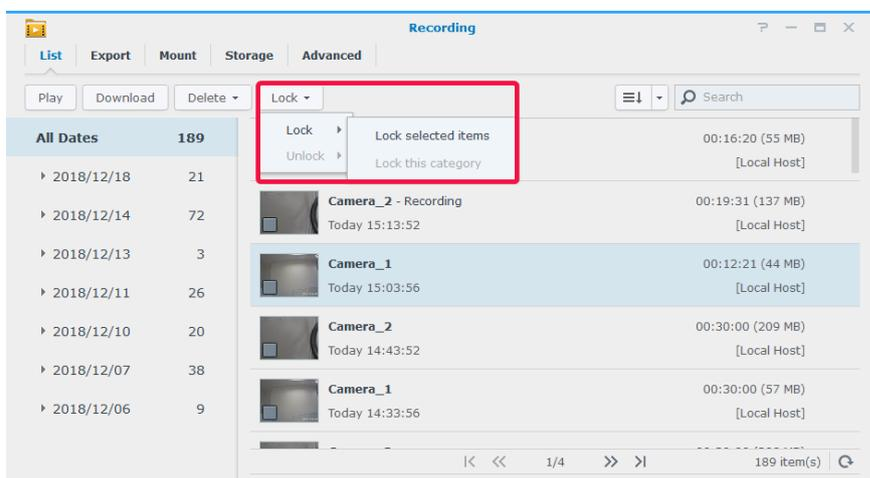 Recording
List Export Mount Storage Advanced
Play Download Delete Lock Search
Lock Lock selected items
Unlock Lock this category
All Dates 189
2018/12/18 21
2018/12/14 72
2018/12/13 3
2018/12/11 26
2018/12/10 20
2018/12/07 38
2018/12/06 9
00:16:20 (55 MB)
[Local Host]
Camera_2 - Recording 00:19:31 (137 MB)
Today 15:13:52 [Local Host]
Camera_1 00:12:21 (44 MB)
Today 15:03:56 [Local Host]
Camera_2 00:30:00 (209 MB)
Today 14:43:52 [Local Host]
Camera_1 00:30:00 (57 MB)
Today 14:33:56 [Local Host]
1/4 189 item(s)